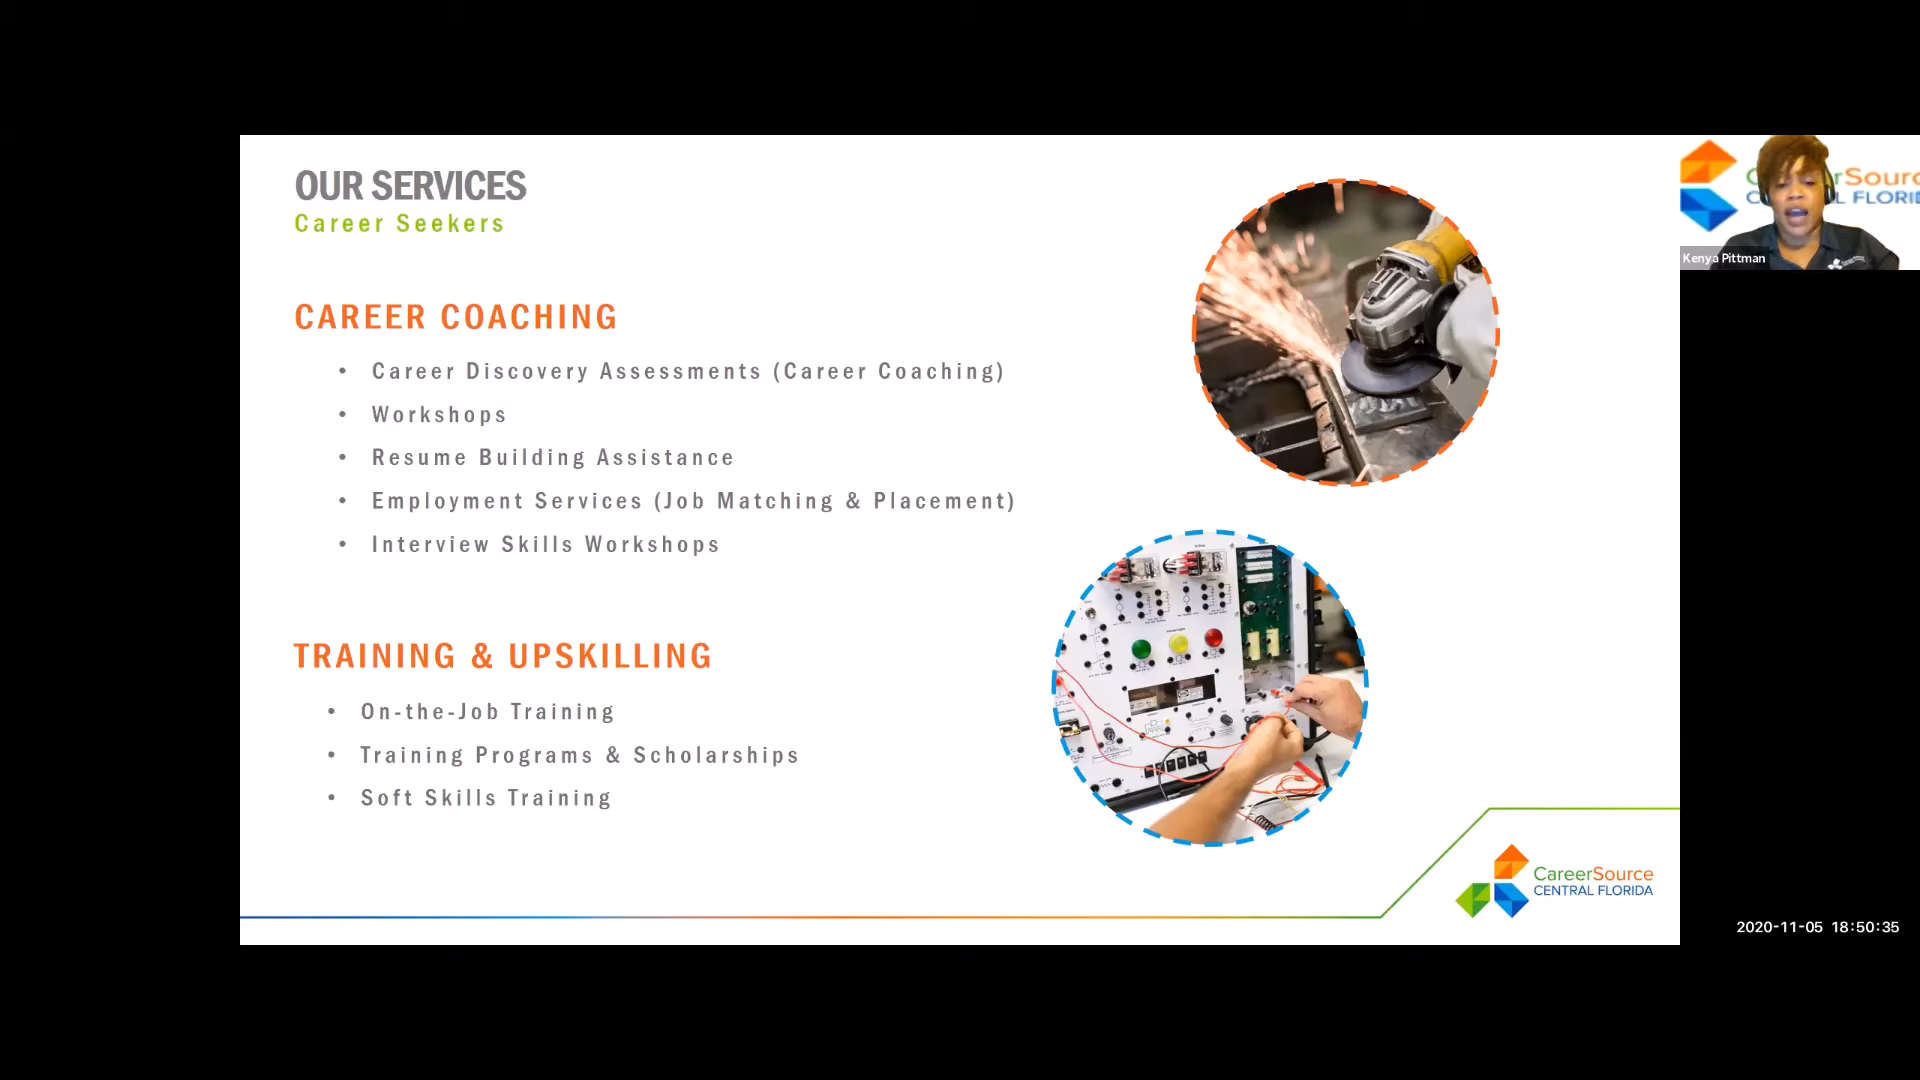 OUR SERVICES
Career Seekers
CAREER COACHING
• Career Discovery Assessments (Career Coaching)
• Workshops
• Resume Building Assistance
• Employment Services (Job Matching & Placement)
• Interview Skills Workshops
TRAINING & UPSKILLING
• On-the-Job Training
• Training Programs & Scholarships
• Soft Skills Training
CareerSource
CENTRAL FLORIDA
Kenya Pittman
2020-11-05 18:50:35